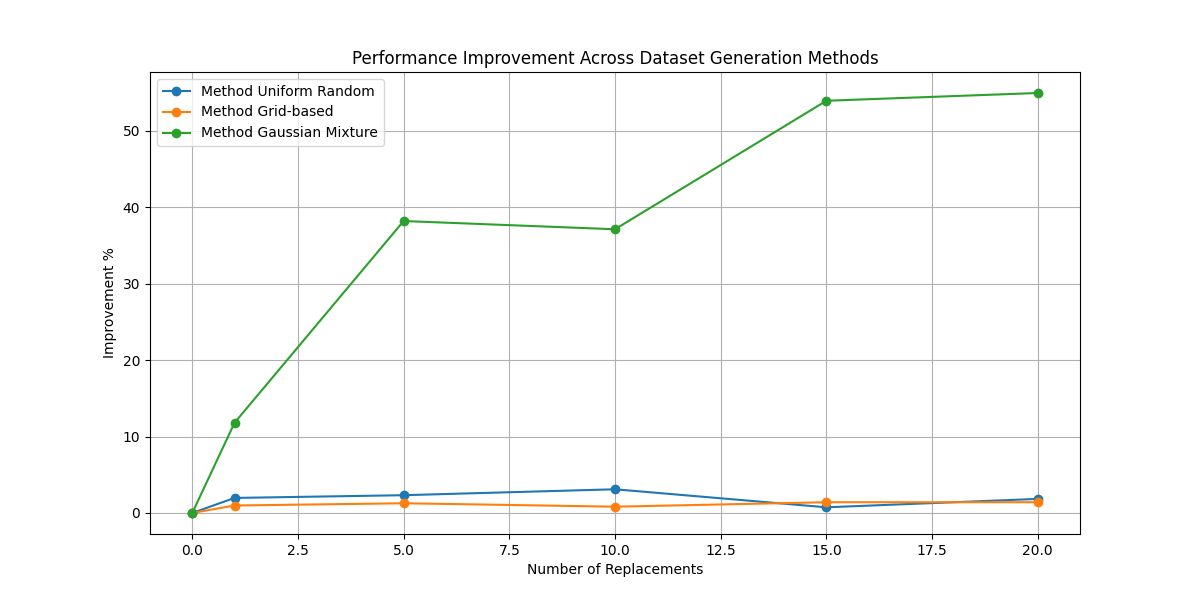 Performance Improvement Across Dataset Generation Methods
Method Uniform Random
Method Grid-based
Method Gaussian Mixture
Improvement %
50
40
30
20
10
0
0.0 2.5 5.0 7.5 10.0 12.5 15.0 17.5 20.0
Number of Replacements